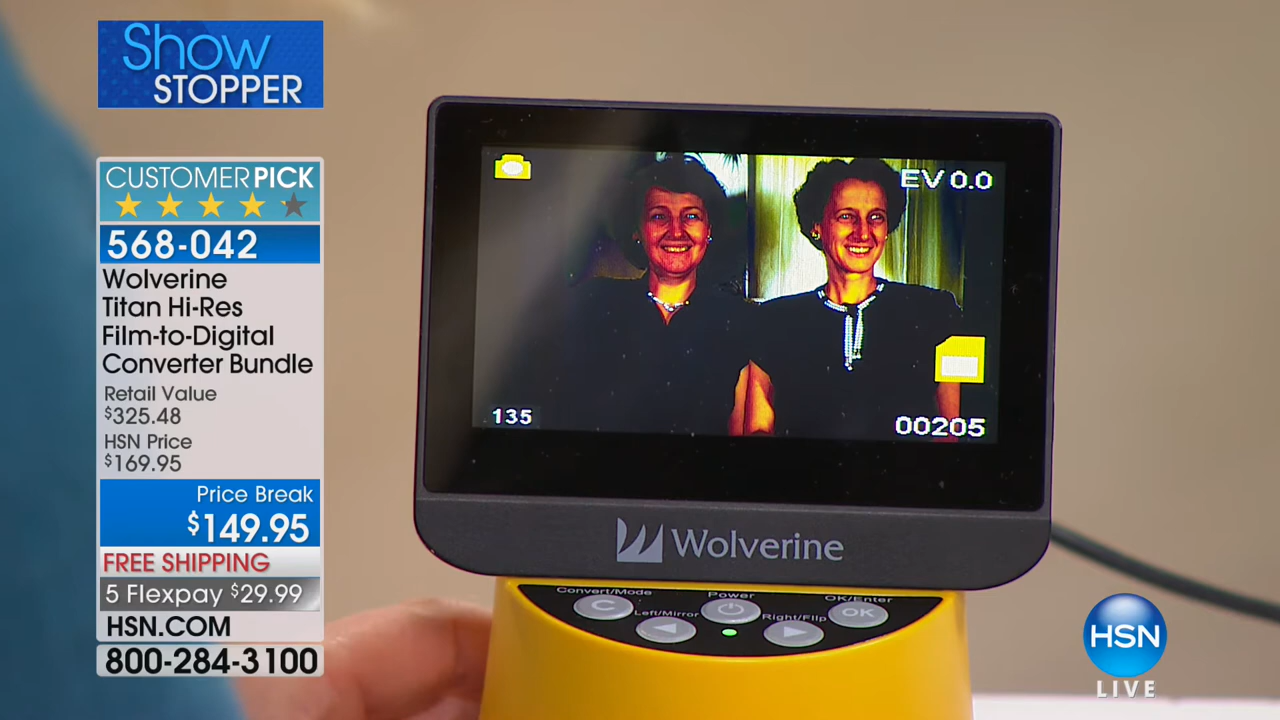 Show
STOPPER
CUSTOMER PICK
568-042
Wolverine
Titan Hi-Res
Film-to-Digital
Converter Bundle
Retail Value
$325.48
HSN Price
$169.95
Price Break
$149.95
FREE SHIPPING
5 Flexpay $29.99
HSN.COM
800-284-3100
EV 0.0
135
00205
Wolverine
Convert/Mode
Power
OK/Enter
C
OK
Left/Mirror
Right/Flip
HSN
LIVE